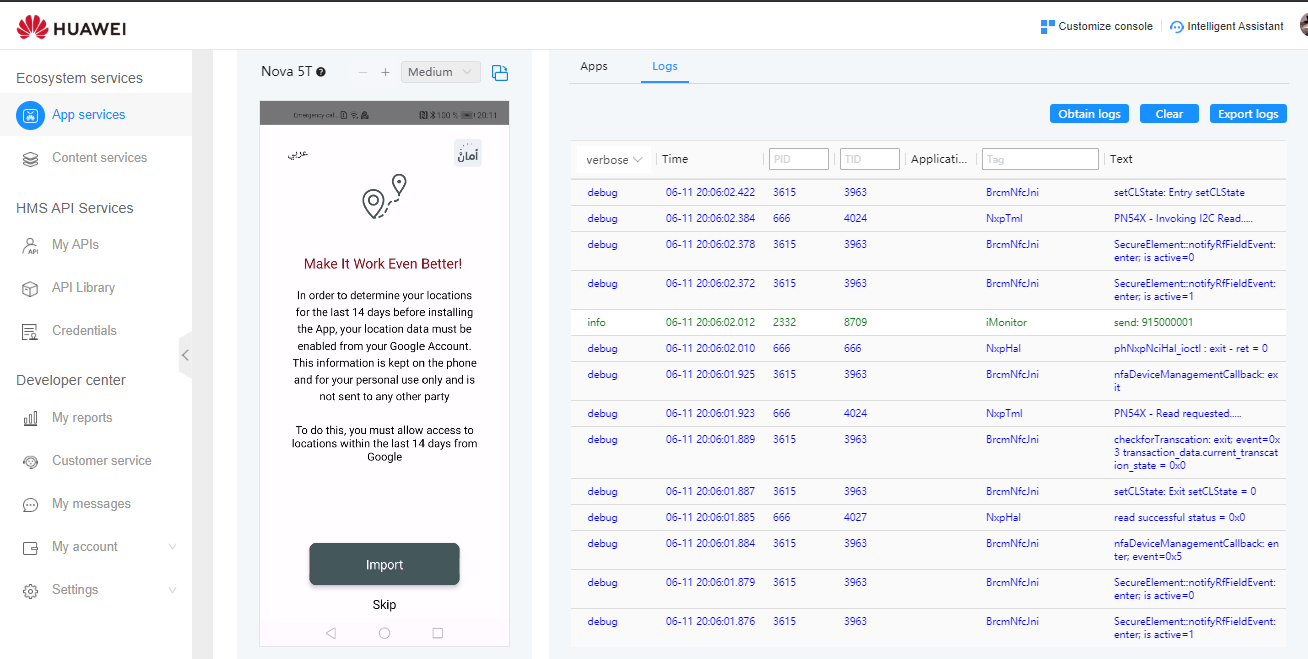 HUAWEI
Customize console
Intelligent Assistant
Ecosystem services
App services
Content services
HMS API Services
My APIs
API Library
Credentials
Developer center
My reports
Customer service
My messages
My account
Settings
Nova 5T ?
− + Medium
Emergency cal... 100 % 20:11
عربي
أمان
Make It Work Even Better!
In order to determine your locations
for the last 14 days before installing
the App, your location data must be
enabled from your Google Account.
This information is kept on the phone
and for your personal use only and is
not sent to any other party
To do this, you must allow access to
locations within the last 14 days from
Google
Import
Skip
Apps Logs
Obtain logs Clear Export logs
verbose Time PID TID Applicati... Tag Text
debug 06-11 20:06:02.422 3615 3963 BrcmNfcJni setCLState: Entry setCLState
debug 06-11 20:06:02.384 666 4024 NxpTml PN54X - Invoking I2C Read.....
debug 06-11 20:06:02.378 3615 3963 BrcmNfcJni SecureElement::notifyRfFieldEvent:
enter; is active=0
debug 06-11 20:06:02.372 3615 3963 BrcmNfcJni SecureElement::notifyRfFieldEvent:
enter; is active=1
info 06-11 20:06:02.012 2332 8709 iMonitor send: 915000001
debug 06-11 20:06:02.010 666 666 NxpHal phNxpNciHal_ioctl : exit - ret = 0
debug 06-11 20:06:01.925 3615 3963 BrcmNfcJni nfaDeviceManagementCallback: ex
it
debug 06-11 20:06:01.923 666 4024 NxpTml PN54X - Read requested.....
debug 06-11 20:06:01.889 3615 3963 BrcmNfcJni checkforTranscation: exit; event=0x
3 transaction_data.current_transcat
ion_state = 0x0
debug 06-11 20:06:01.887 3615 3963 BrcmNfcJni setCLState: Exit setCLState = 0
debug 06-11 20:06:01.885 666 4027 NxpHal read successful status = 0x0
debug 06-11 20:06:01.884 3615 3963 BrcmNfcJni nfaDeviceManagementCallback: en
ter; event=0x5
debug 06-11 20:06:01.879 3615 3963 BrcmNfcJni SecureElement::notifyRfFieldEvent:
enter; is active=0
debug 06-11 20:06:01.876 3615 3963 BrcmNfcJni SecureElement::notifyRfFieldEvent:
enter; is active=1